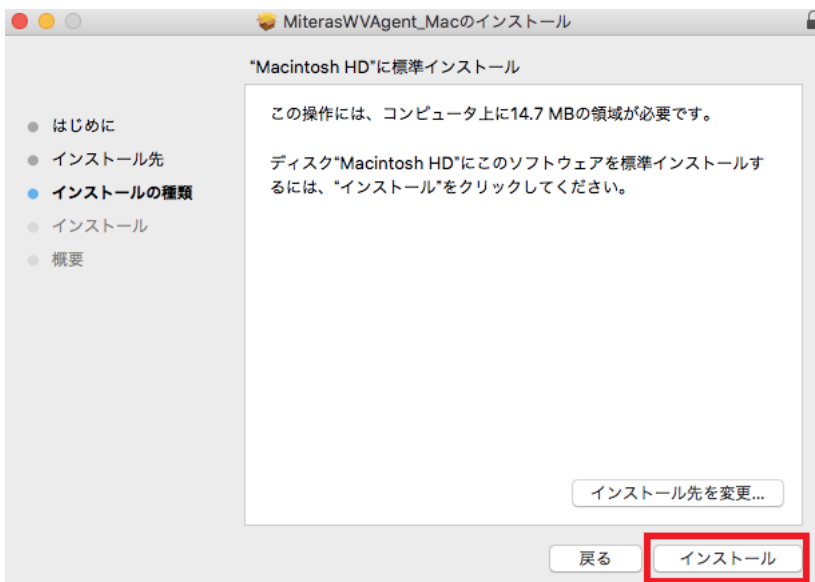 MiterasWVAgent_Macのインストール
“Macintosh HD”に標準インストール
はじめに
インストール先
インストールの種類
インストール
概要
この操作には、コンピュータ上に14.7 MBの領域が必要です。
ディスク“Macintosh HD”にこのソフトウェアを標準インストールす
るには、“インストール”をクリックしてください。
インストール先を変更...
戻る
インストール